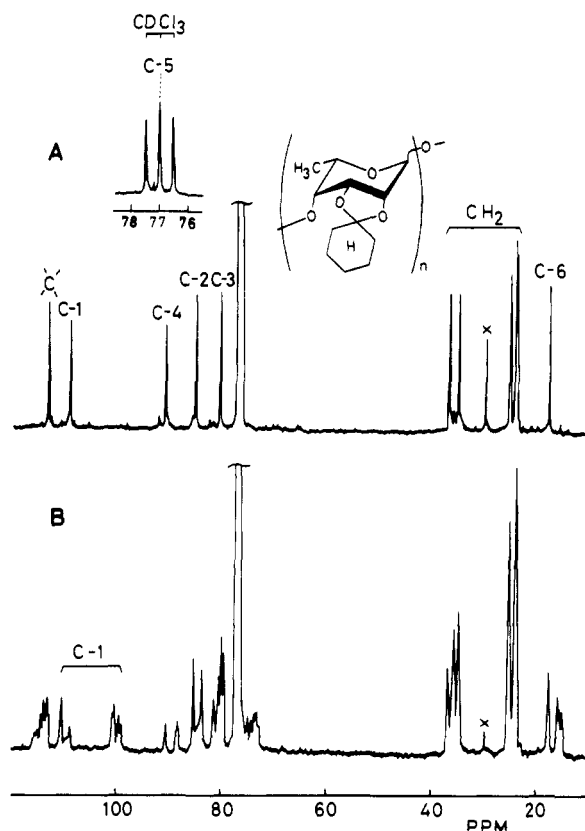 CDCl3
C-5
A
78 77 76
H3C
O
O-
O
O
O
H
n
C
C-1
C-4
C-2 C-3
CH2
x
C-6
B
C-1
x
100 80 60 40 20
PPM